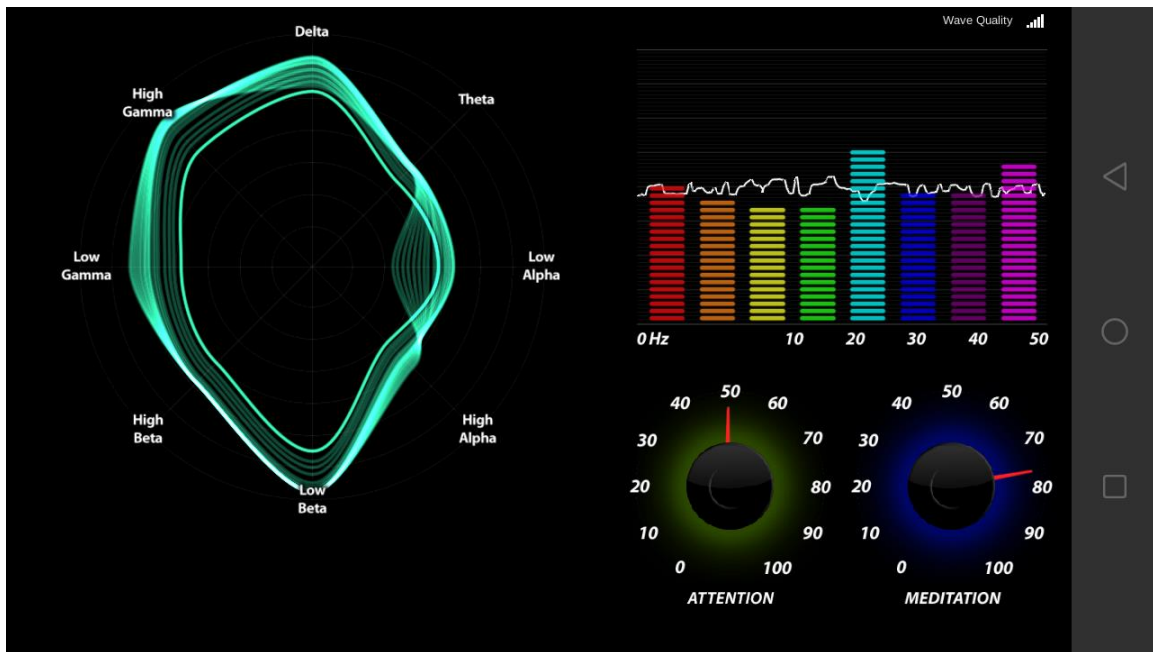 Wave Quality
Delta
Theta
Low
Alpha
High
Alpha
Low
Beta
High
Beta
Low
Gamma
High
Gamma
0 Hz 10 20 30 40 50
0 10 20 30 40 50 60 70 80 90 100
ATTENTION
0 10 20 30 40 50 60 70 80 90 100
MEDITATION